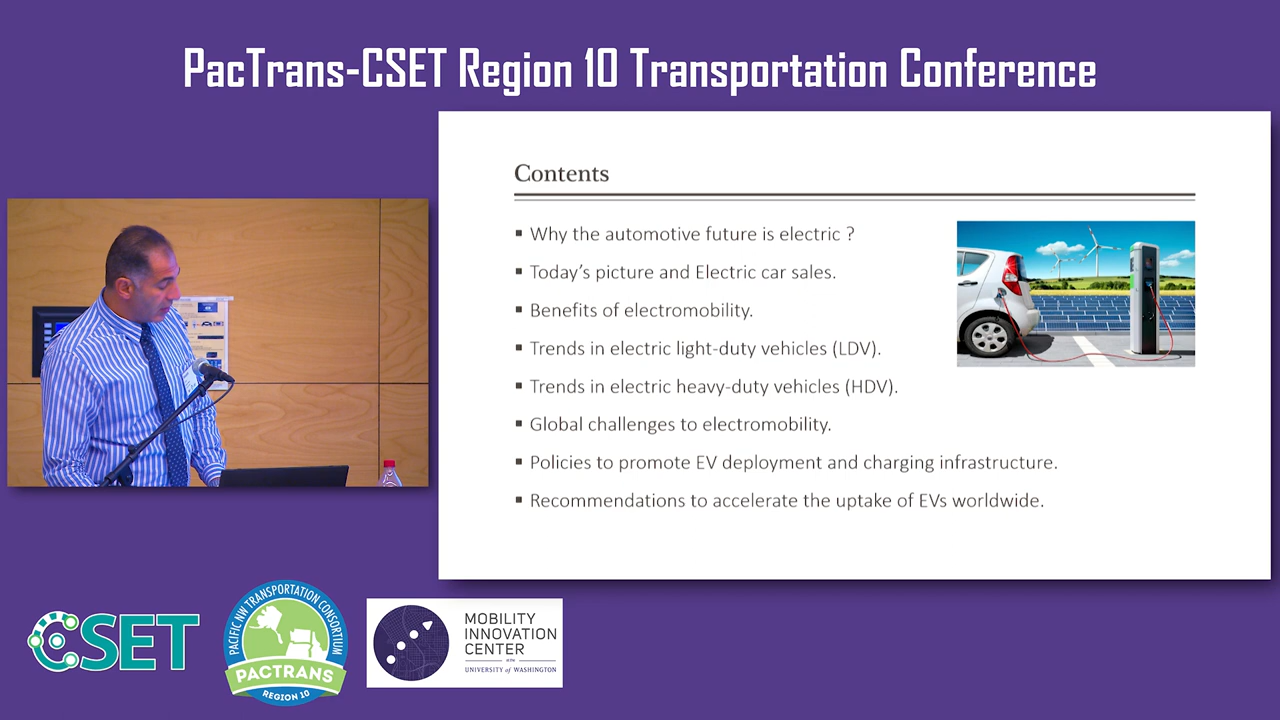 PacTrans-CSET Region 10 Transportation Conference
Contents
▪ Why the automotive future is electric ?
▪ Today’s picture and Electric car sales.
▪ Benefits of electromobility.
▪ Trends in electric light-duty vehicles (LDV).
▪ Trends in electric heavy-duty vehicles (HDV).
▪ Global challenges to electromobility.
▪ Policies to promote EV deployment and charging infrastructure.
▪ Recommendations to accelerate the uptake of EVs worldwide.
CSET
PACIFIC NW TRANSPORTATION CONSORTIUM
PACTRANS
REGION 10
MOBILITY
INNOVATION
CENTER
UNIVERSITY of WASHINGTON